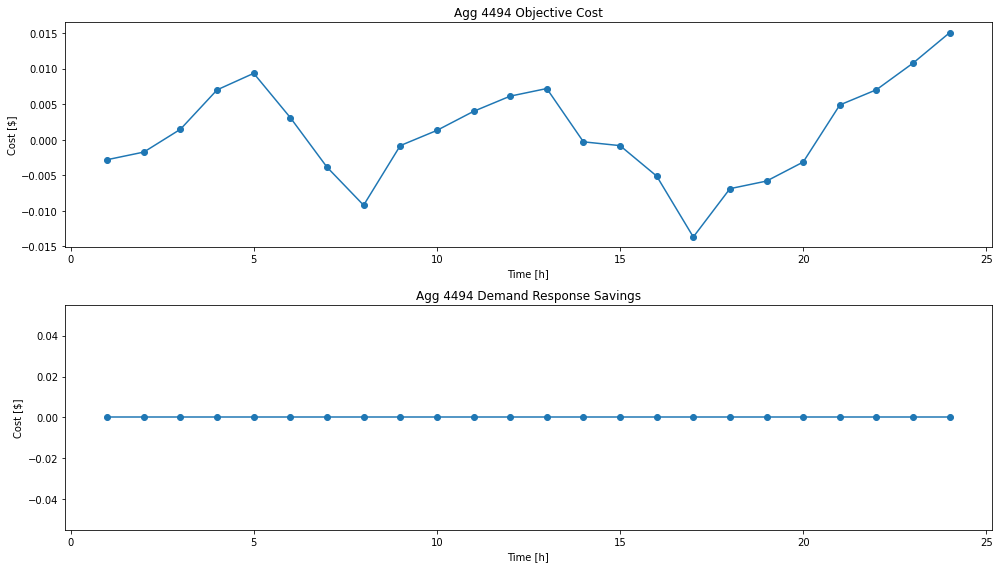 Agg 4494 Objective Cost
0.015
0.010
0.005
0.000
−0.005
−0.010
−0.015
Cost [$]
0 5 10 15 20 25
Time [h]
Agg 4494 Demand Response Savings
0.04
0.02
0.00
−0.02
−0.04
Cost [$]
0 5 10 15 20 25
Time [h]